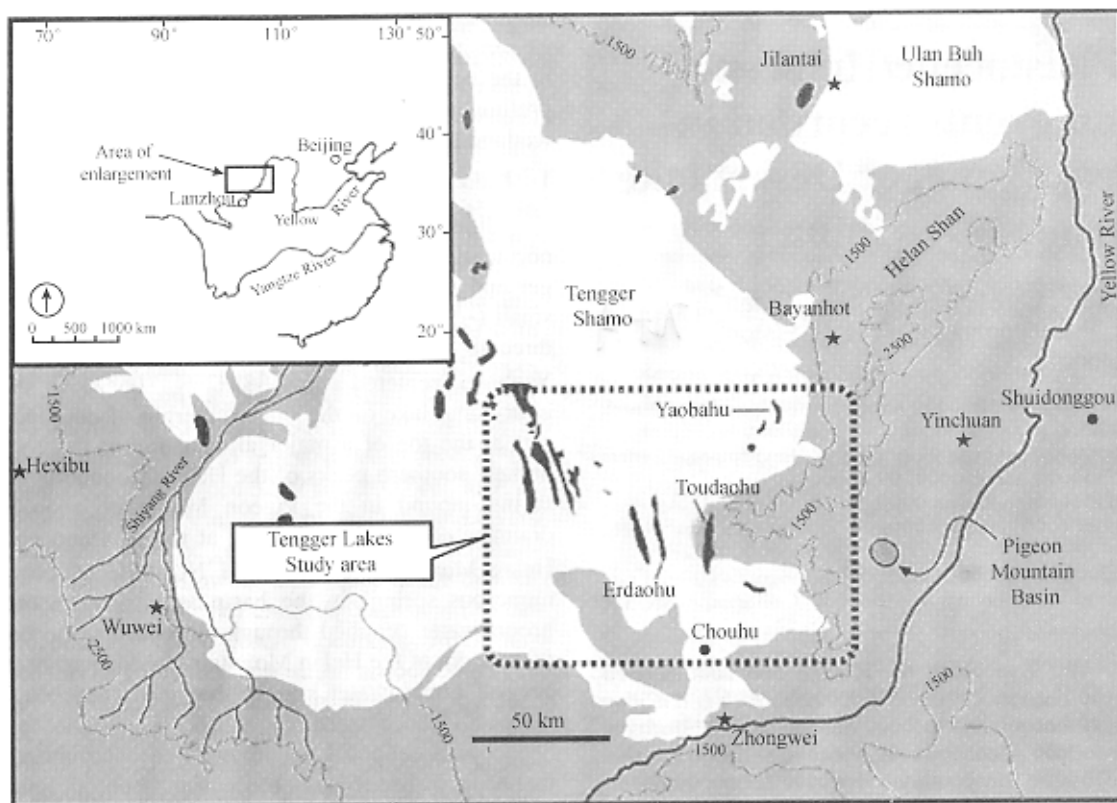 70°
90°
110°
130°
50°
40°
30°
20°
Area of
enlargement
Beijing
Lanzhou
Yellow
River
Yangtze River
0 500 1000 km
1500
Jilantai
Ulan Buh
Shamo
1500
Helan Shan
Yellow River
Tengger
Shamo
Bayanhot
2500
1500
Hexibu
Shiyang River
Yaobahu
Yinchuan
Shuidonggou
Toudaohu
1500
Tengger Lakes
Study area
Pigeon
Mountain
Basin
Erdaohu
Wuwei
2500
Chouhu
1500
50 km
1500
Zhongwei
1500